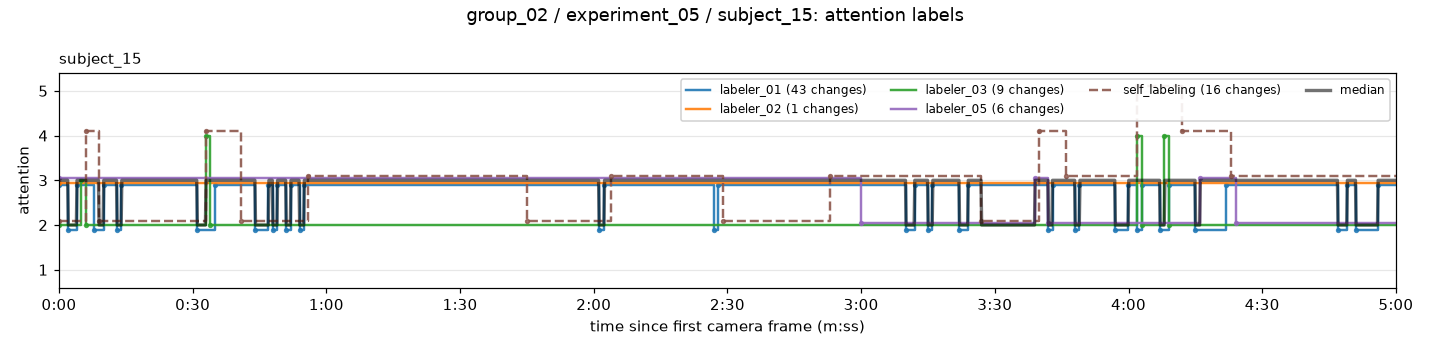 group_02 / experiment_05 / subject_15: attention labels
subject_15
labeler_01 (43 changes)
labeler_02 (1 changes)
labeler_03 (9 changes)
labeler_05 (6 changes)
self_labeling (16 changes)
median
attention
5
4
3
2
1
0:00 0:30 1:00 1:30 2:00 2:30 3:00 3:30 4:00 4:30 5:00
time since first camera frame (m:ss)